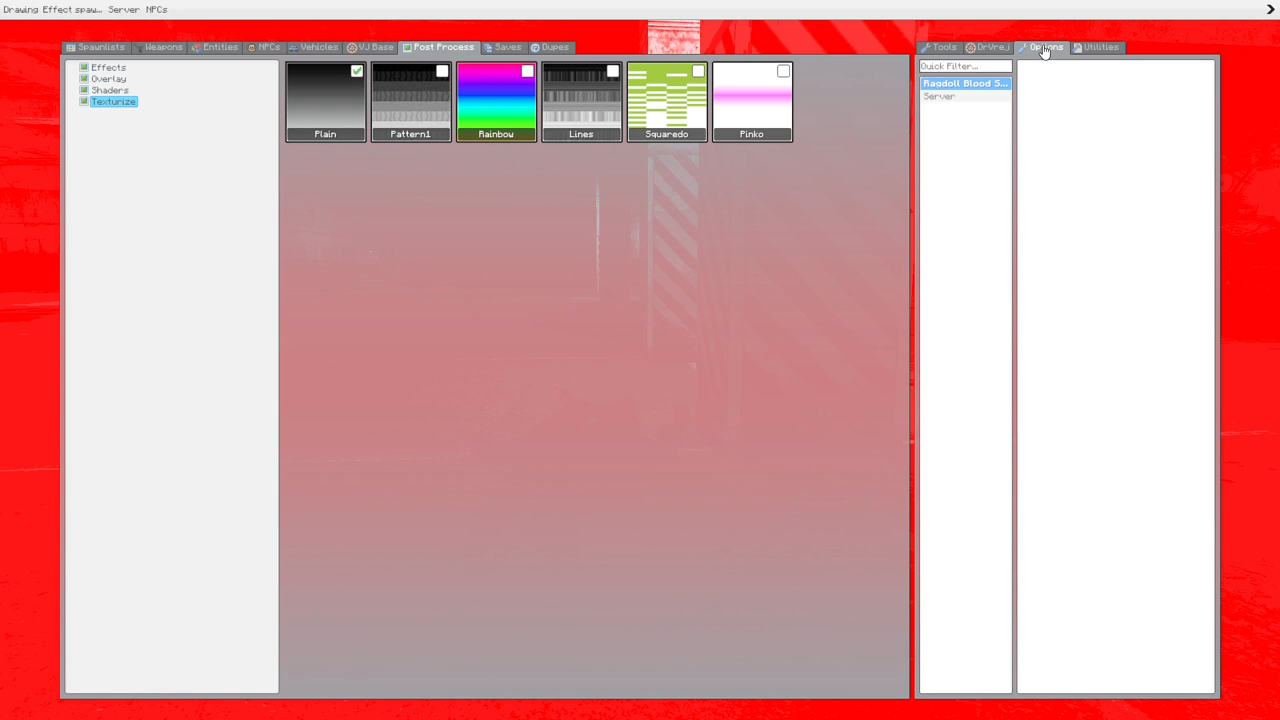 Drawing Effect spaw... Server NPCs
Spawnlists Weapons Entities NPCs Vehicles VJ Base Post Process Saves Dupes
Tools DrVrej Options Utilities
Effects
Overlay
Shaders
Texturize
Plain Pattern1 Rainbow Lines Squaredo Pinko
Quick Filter...
Ragdoll Blood S...
Server